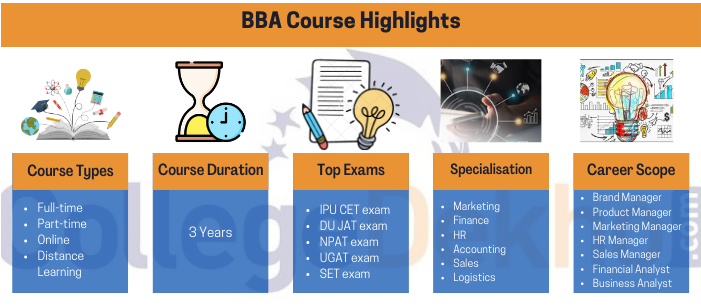 BBA Course Highlights
Course Types
Full-time
Part-time
Online
Distance
Learning
Course Duration
3 Years
Top Exams
IPU CET exam
DU JAT exam
NPAT exam
UGAT exam
SET exam
Specialisation
Marketing
Finance
HR
Accounting
Sales
Logistics
Career Scope
Brand Manager
Product Manager
Marketing Manager
HR Manager
Sales Manager
Financial Analyst
Business Analyst
.com